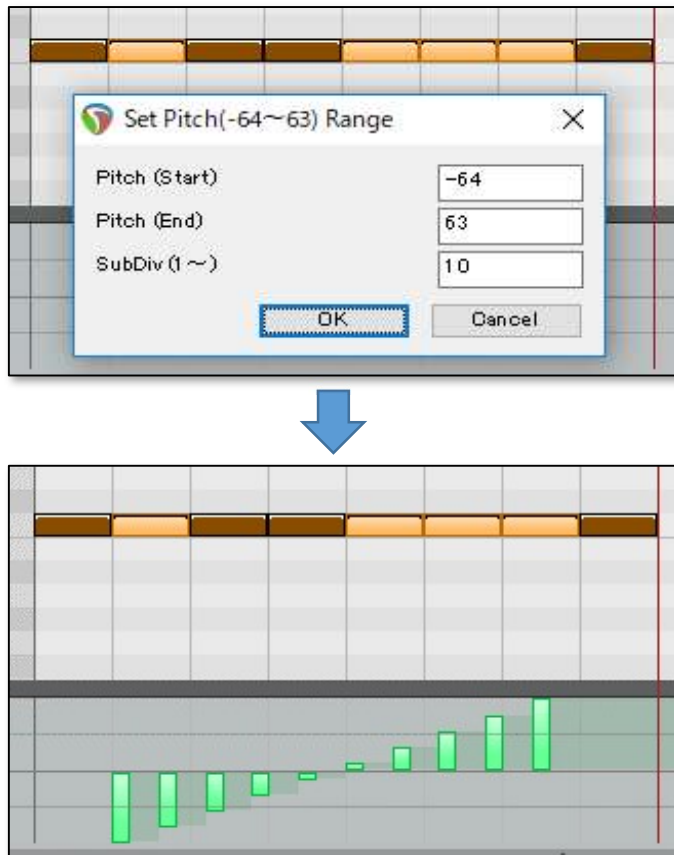 Set Pitch(-64～63) Range
Pitch (Start) -64
Pitch (End) 63
SubDiv (1～) 10
OK Cancel